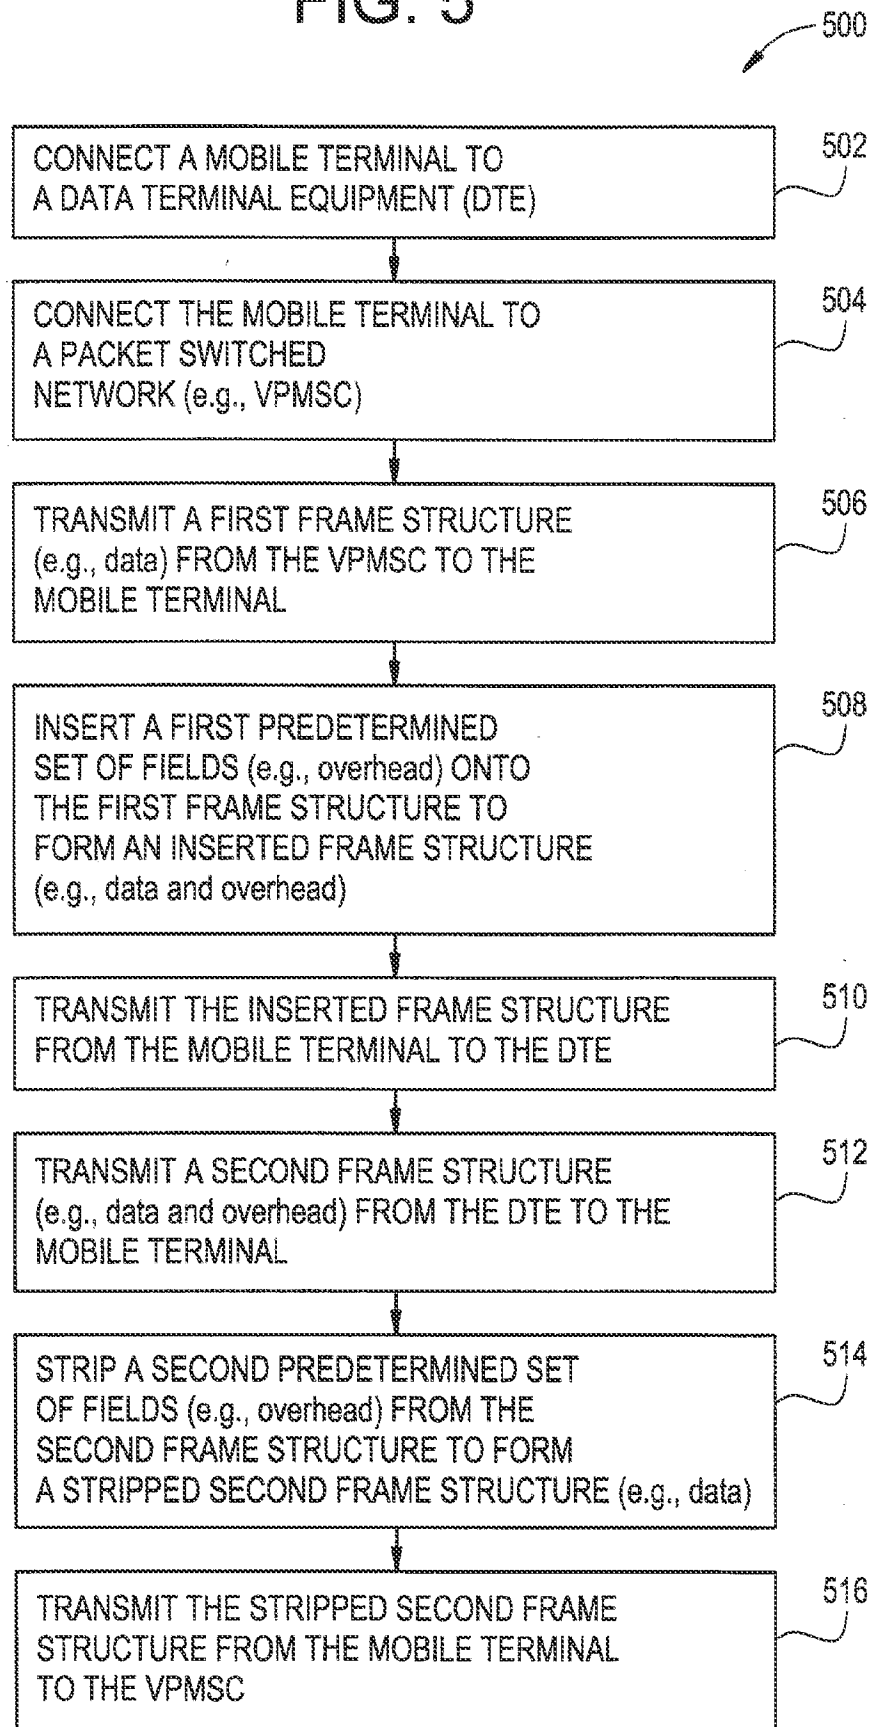 FIG. 5
500
502
CONNECT A MOBILE TERMINAL TO
A DATA TERMINAL EQUIPMENT (DTE)
504
CONNECT THE MOBILE TERMINAL TO
A PACKET SWITCHED
NETWORK (e.g., VPMSC)
506
TRANSMIT A FIRST FRAME STRUCTURE
(e.g., data) FROM THE VPMSC TO THE
MOBILE TERMINAL
508
INSERT A FIRST PREDETERMINED
SET OF FIELDS (e.g., overhead) ONTO
THE FIRST FRAME STRUCTURE TO
FORM AN INSERTED FRAME STRUCTURE
(e.g., data and overhead)
510
TRANSMIT THE INSERTED FRAME STRUCTURE
FROM THE MOBILE TERMINAL TO THE DTE
512
TRANSMIT A SECOND FRAME STRUCTURE
(e.g., data and overhead) FROM THE DTE TO THE
MOBILE TERMINAL
514
STRIP A SECOND PREDETERMINED SET
OF FIELDS (e.g., overhead) FROM THE
SECOND FRAME STRUCTURE TO FORM
A STRIPPED SECOND FRAME STRUCTURE (e.g., data)
516
TRANSMIT THE STRIPPED SECOND FRAME
STRUCTURE FROM THE MOBILE TERMINAL
TO THE VPMSC